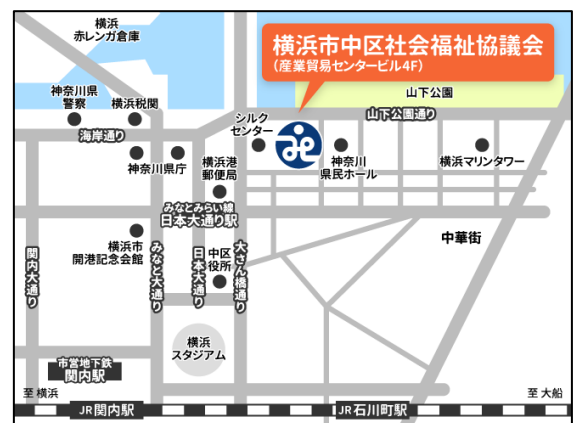 横浜
赤レンガ倉庫
横浜市中区社会福祉協議会
（産業貿易センタービル4F）
山下公園
神奈川県
警察
横浜税関
シルク
センター
山下公園通り
海岸通り
神奈川県庁
横浜港
郵便局
神奈川
県民ホール
横浜マリンタワー
みなとみらい線
日本大通り駅
横浜市
開港記念会館
中華街
関内大通り
みなと大通り
日本大通り
中区
役所
大さん橋通り
横浜
スタジアム
市営地下鉄
関内駅
至 横浜
至 大船
JR関内駅
JR石川町駅